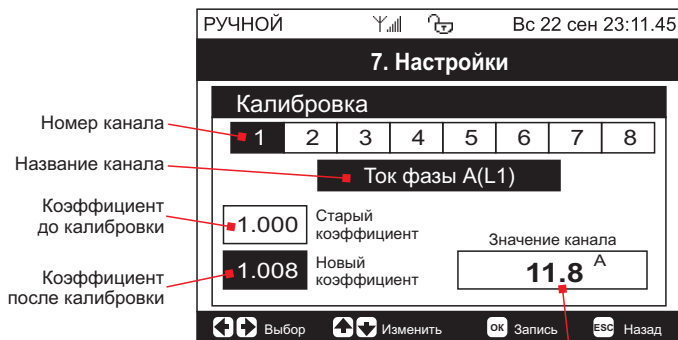 РУЧНОЙ Вс 22 сен 23:11.45
7. Настройки
Калибровка
Номер канала
1 2 3 4 5 6 7 8
Название канала
Ток фазы A(L1)
Коэффициент
до калибровки
1.000
Старый
коэффициент
Значение канала
Коэффициент
после калибровки
1.008
Новый
коэффициент
11.8 A
Выбор Изменить ОК Запись ESC Назад